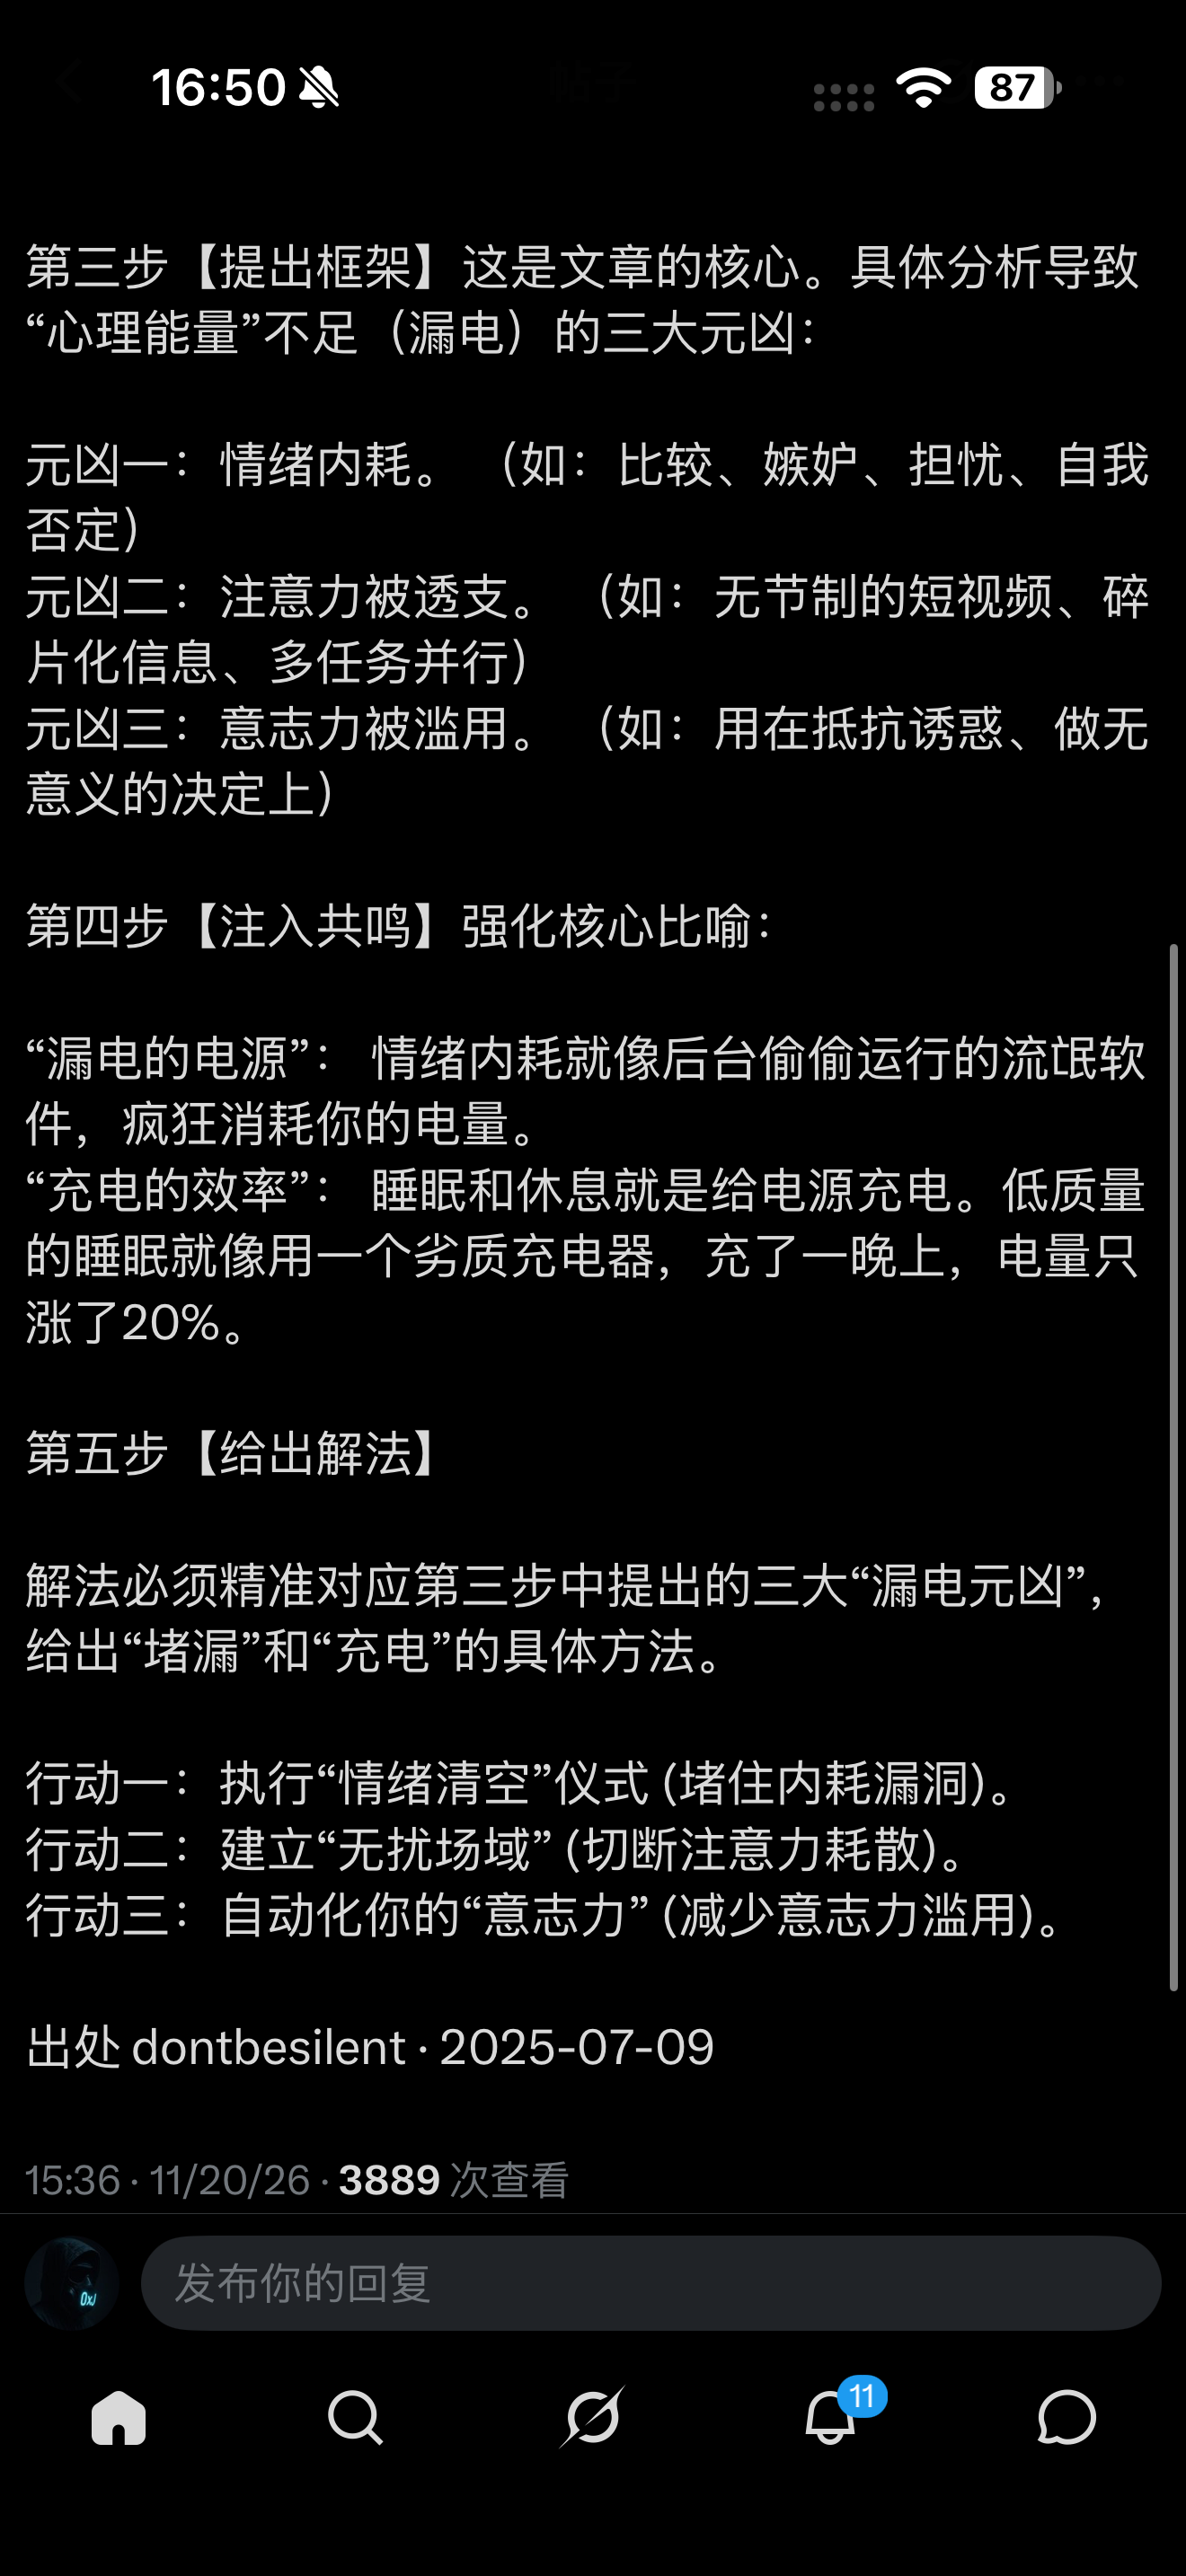 16:50
87
第三步【提出框架】这是文章的核心。具体分析导致
“心理能量”不足（漏电）的三大元凶：
元凶一：情绪内耗。（如：比较、嫉妒、担忧、自我
否定）
元凶二：注意力被透支。（如：无节制的短视频、碎
片化信息、多任务并行）
元凶三：意志力被滥用。（如：用在抵抗诱惑、做无
意义的决定上）
第四步【注入共鸣】强化核心比喻：
“漏电的电源”： 情绪内耗就像后台偷偷运行的流氓软
件，疯狂消耗你的电量。
“充电的效率”： 睡眠和休息就是给电源充电。低质量
的睡眠就像用一个劣质充电器，充了一晚上，电量只
涨了20%。
第五步【给出解法】
解法必须精准对应第三步中提出的三大“漏电元凶”，
给出“堵漏”和“充电”的具体方法。
行动一：执行“情绪清空”仪式 (堵住内耗漏洞)。
行动二：建立“无扰场域” (切断注意力耗散)。
行动三：自动化你的“意志力” (减少意志力滥用)。
出处 dontbesilent · 2025-07-09
15:36 · 11/20/26 · 3889 次查看
发布你的回复
11